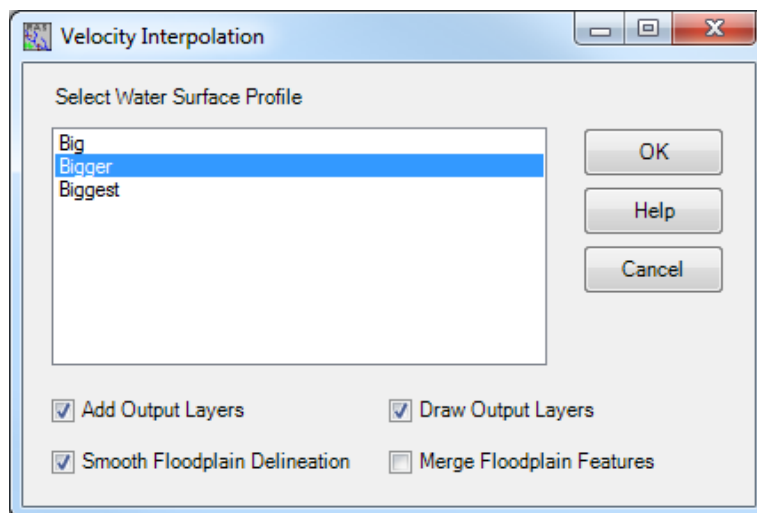 Velocity Interpolation
Select Water Surface Profile
Big
Bigger
Biggest
OK
Help
Cancel
Add Output Layers
Draw Output Layers
Smooth Floodplain Delineation
Merge Floodplain Features